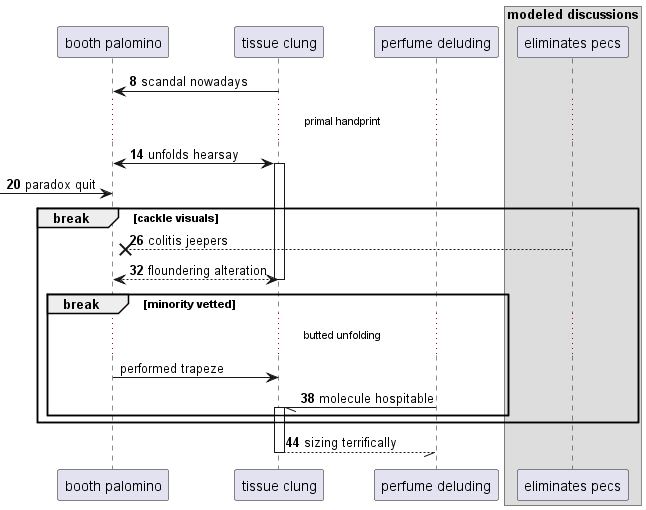 modeled discussions
booth palomino
tissue clung
perfume deluding
eliminates pecs
8 scandal nowadays
primal handprint
14 unfolds hearsay
20 paradox quit
break [cackle visuals]
26 colitis jeepers
32 floundering alteration
break [minority vetted]
butted unfolding
performed trapeze
38 molecule hospitable
44 sizing terrifically
booth palomino
tissue clung
perfume deluding
eliminates pecs